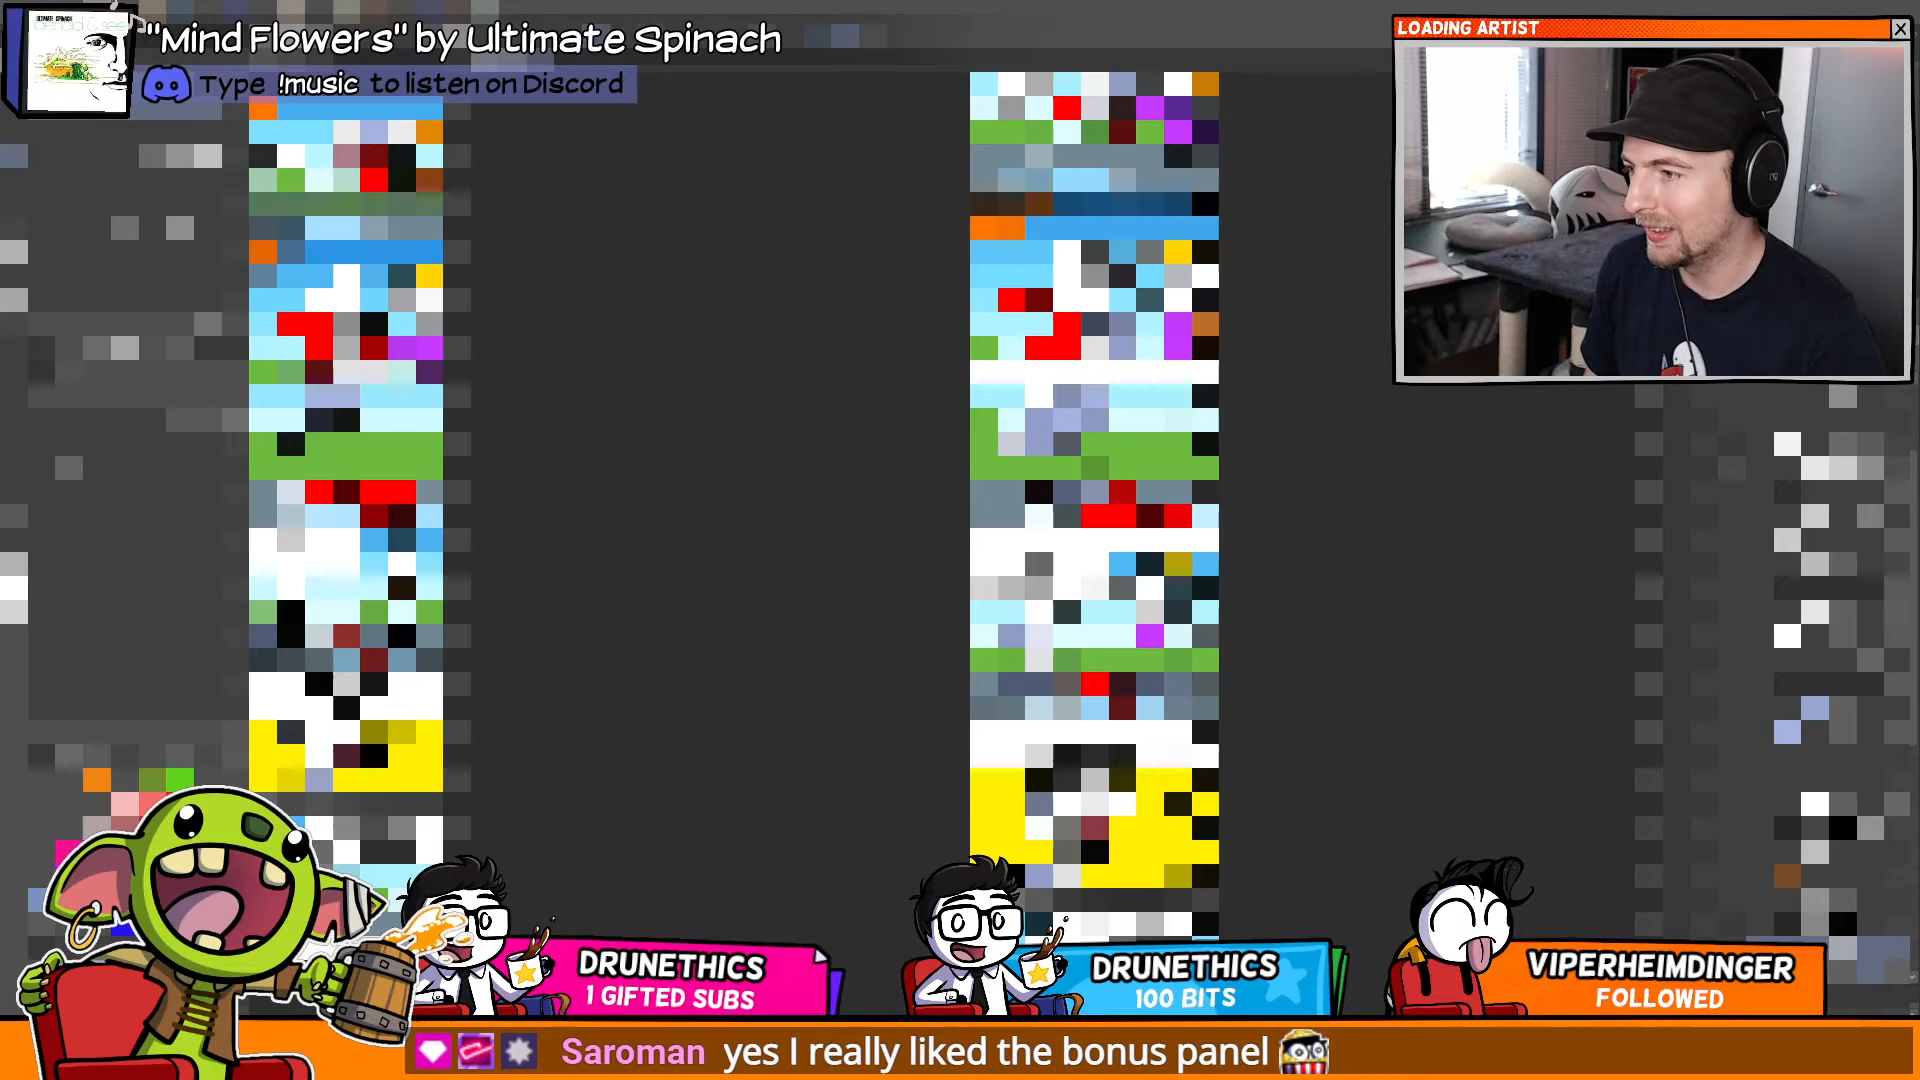 "Mind Flowers" by Ultimate Spinach
Type !music to listen on Discord
LOADING ARTIST
DRUNETHICS
1 GIFTED SUBS
DRUNETHICS
100 BITS
VIPERHEIMDINGER
FOLLOWED
Saroman yes I really liked the bonus panel